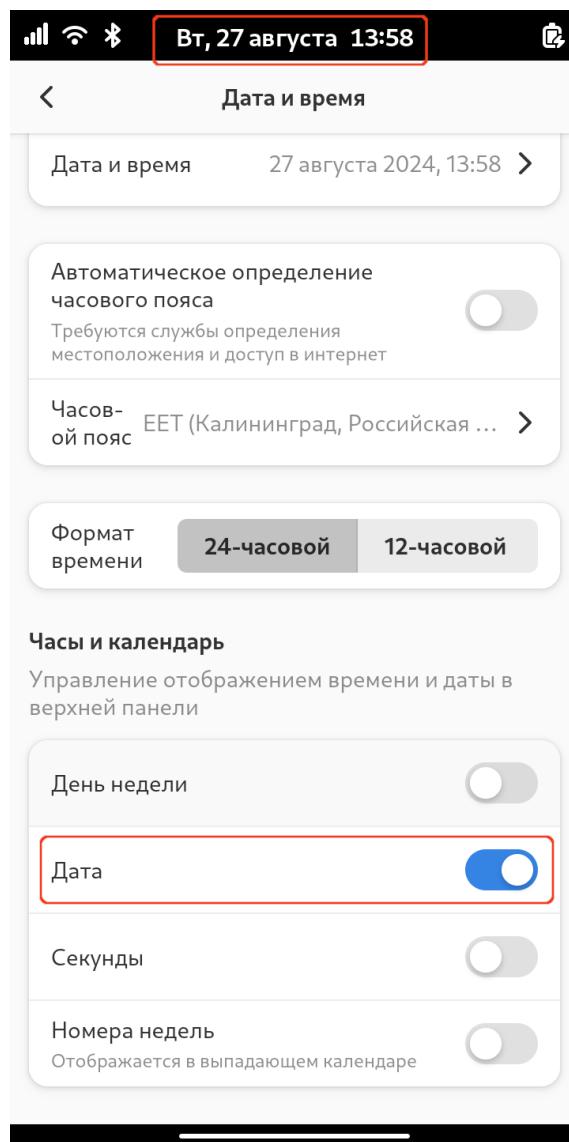 Вт, 27 августа 13:58
Дата и время
Дата и время 27 августа 2024, 13:58
Автоматическое определение
часового пояса
Требуются службы определения
местоположения и доступ в интернет
Часов-
ой пояс EET (Калининград, Российская ...
Формат
времени
24-часовой 12-часовой
Часы и календарь
Управление отображением времени и даты в
верхней панели
День недели
Дата
Секунды
Номера недель
Отображается в выпадающем календаре